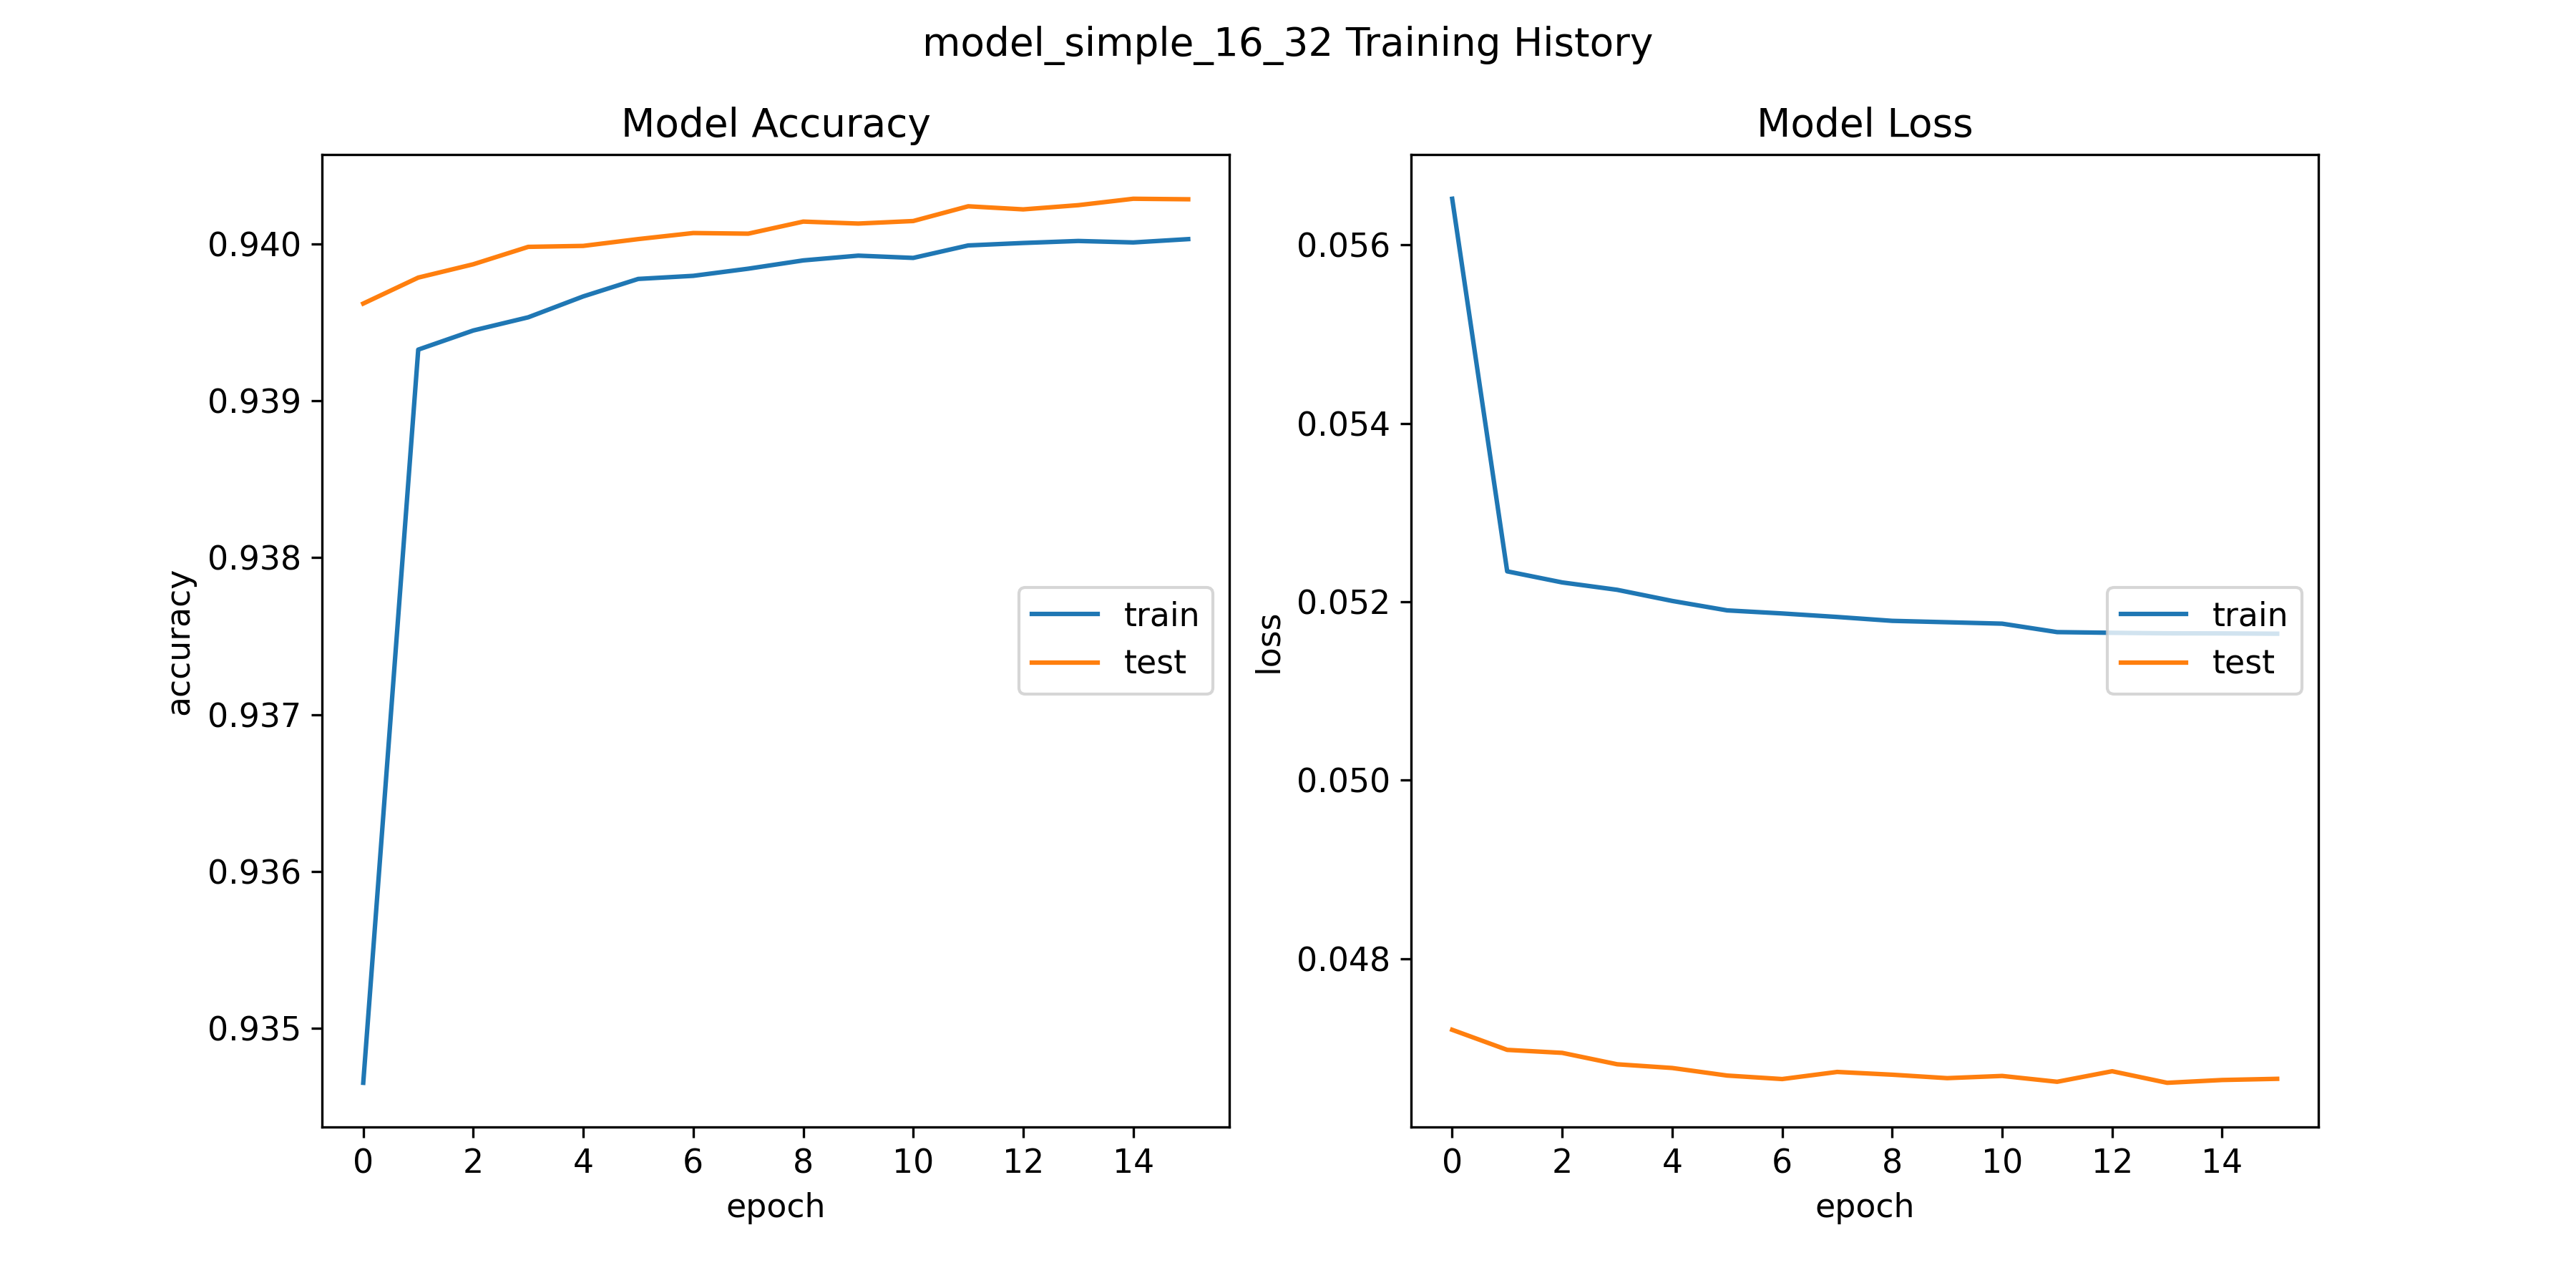 model_simple_16_32 Training History
Model Accuracy
accuracy
0.940
0.939
0.938
0.937
0.936
0.935
0 2 4 6 8 10 12 14
epoch
train
test
Model Loss
loss
0.056
0.054
0.052
0.050
0.048
0 2 4 6 8 10 12 14
epoch
train
test